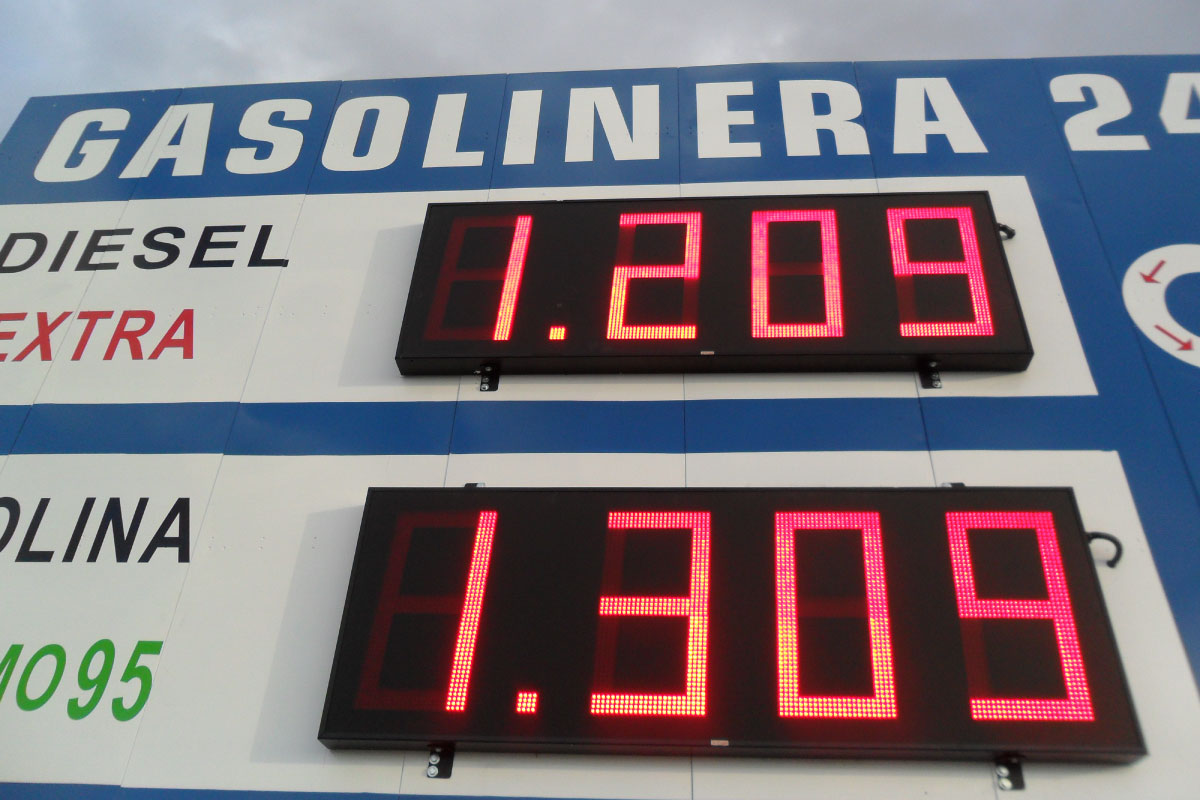 GASOLINERA 24
DIESEL 1.209
EXTRA
OLINA 1.309
MO95